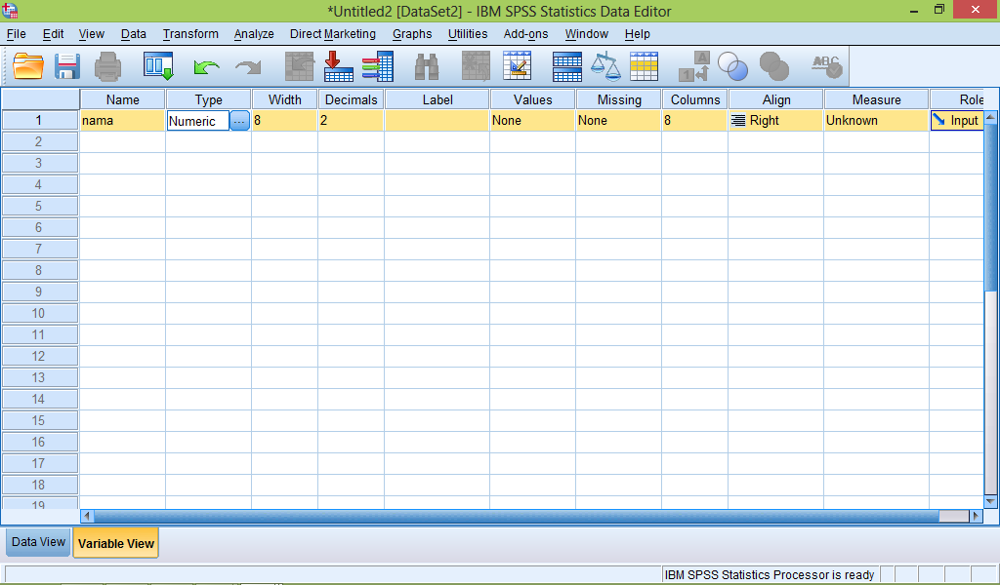 *Untitled2 [DataSet2] - IBM SPSS Statistics Data Editor
File Edit View Data Transform Analyze Direct Marketing Graphs Utilities Add-ons Window Help
A
1
ABC
Name Type Width Decimals Label Values Missing Columns Align Measure Role
1 nama Numeric ... 8 2 None None 8 Right Unknown Input
2
3
4
5
6
7
8
9
10
11
12
13
14
15
16
17
18
19
Data View Variable View
IBM SPSS Statistics Processor is ready